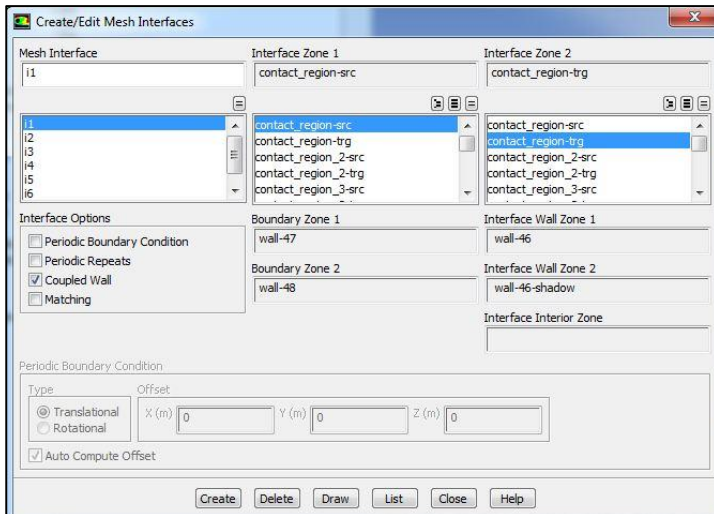 Create/Edit Mesh Interfaces
Mesh Interface
i1
Interface Zone 1
contact_region-src
Interface Zone 2
contact_region-trg
i1
i2
i3
i4
i5
i6
contact_region-src
contact_region-trg
contact_region_2-src
contact_region_2-trg
contact_region_3-src
contact_region-src
contact_region-trg
contact_region_2-src
contact_region_2-trg
contact_region_3-src
Interface Options
Periodic Boundary Condition
Periodic Repeats
Coupled Wall
Matching
Boundary Zone 1
wall-47
Boundary Zone 2
wall-48
Interface Wall Zone 1
wall-46
Interface Wall Zone 2
wall-46-shadow
Interface Interior Zone
Periodic Boundary Condition
Type
Translational
Rotational
Offset
X (m) 0 Y (m) 0 Z (m) 0
Auto Compute Offset
Create Delete Draw List Close Help